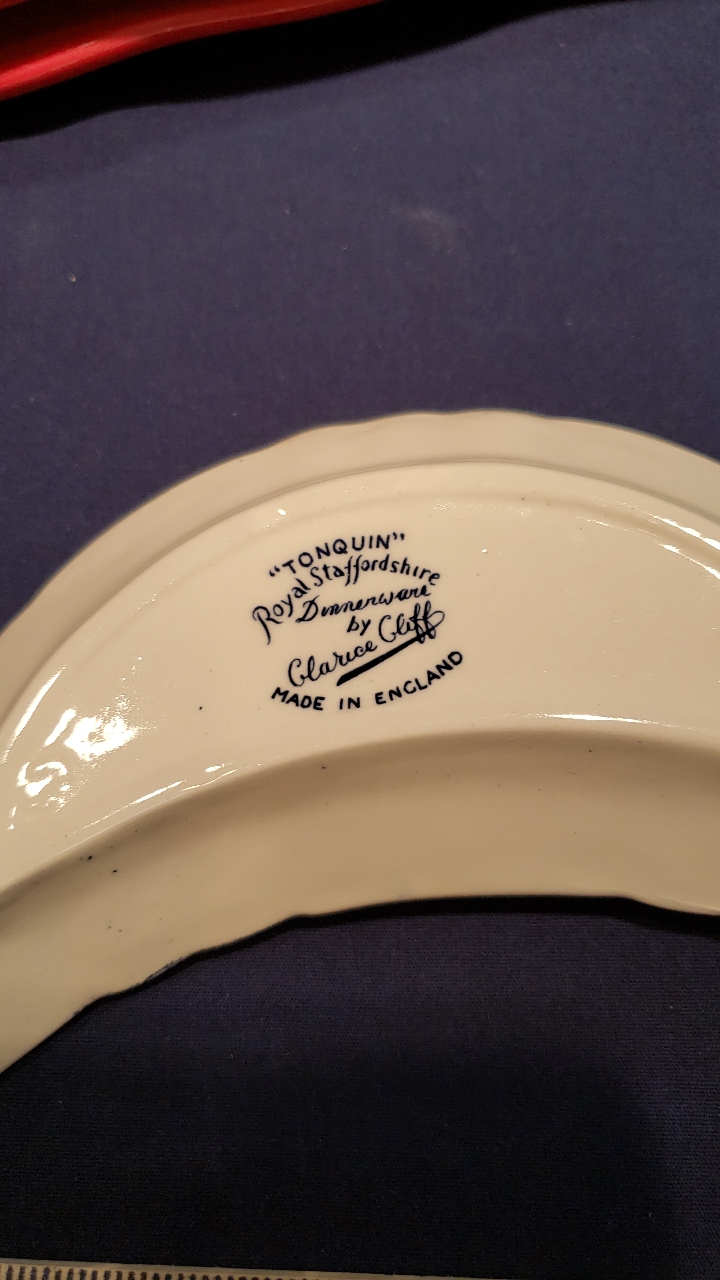 "TONQUIN"
Royal Staffordshire
Dinnerware
by
Clarice Cliff
MADE IN ENGLAND